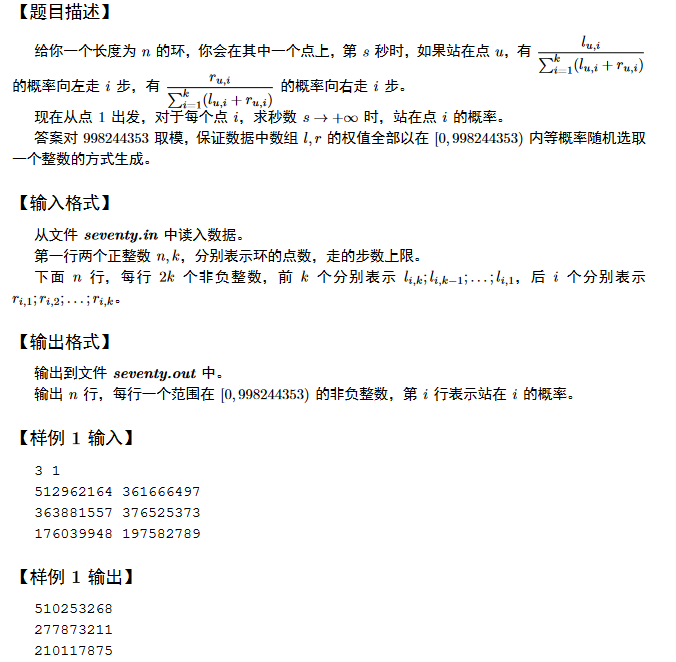 【题目描述】
给你一个长度为 n 的环，你会在其中一个点上，第 s 秒时，如果站在点 u，有 \frac{l_{u,i}}{\sum_{i=1}^{k}(l_{u,i}+r_{u,i})}
的概率向左走 i 步，有 \frac{r_{u,i}}{\sum_{i=1}^{k}(l_{u,i}+r_{u,i})} 的概率向右走 i 步。
现在从点 1 出发，对于每个点 i，求秒数 s → +∞ 时，站在点 i 的概率。
答案对 998244353 取模，保证数据中数组 l, r 的权值全部以在 [0, 998244353) 内等概率随机选取
一个整数的方式生成。
【输入格式】
从文件 seventy.in 中读入数据。
第一行两个正整数 n, k，分别表示环的点数，走的步数上限。
下面 n 行，每行 2k 个非负整数，前 k 个分别表示 l_{i,k}; l_{i,k−1}; . . . ; l_{i,1}，后 i 个分别表示
r_{i,1}; r_{i,2}; . . . ; r_{i,k}。
【输出格式】
输出到文件 seventy.out 中。
输出 n 行，每行一个范围在 [0, 998244353) 的非负整数，第 i 行表示站在 i 的概率。
【样例 1 输入】
3 1
512962164 361666497
363881557 376525373
176039948 197582789
【样例 1 输出】
510253268
277873211
210117875